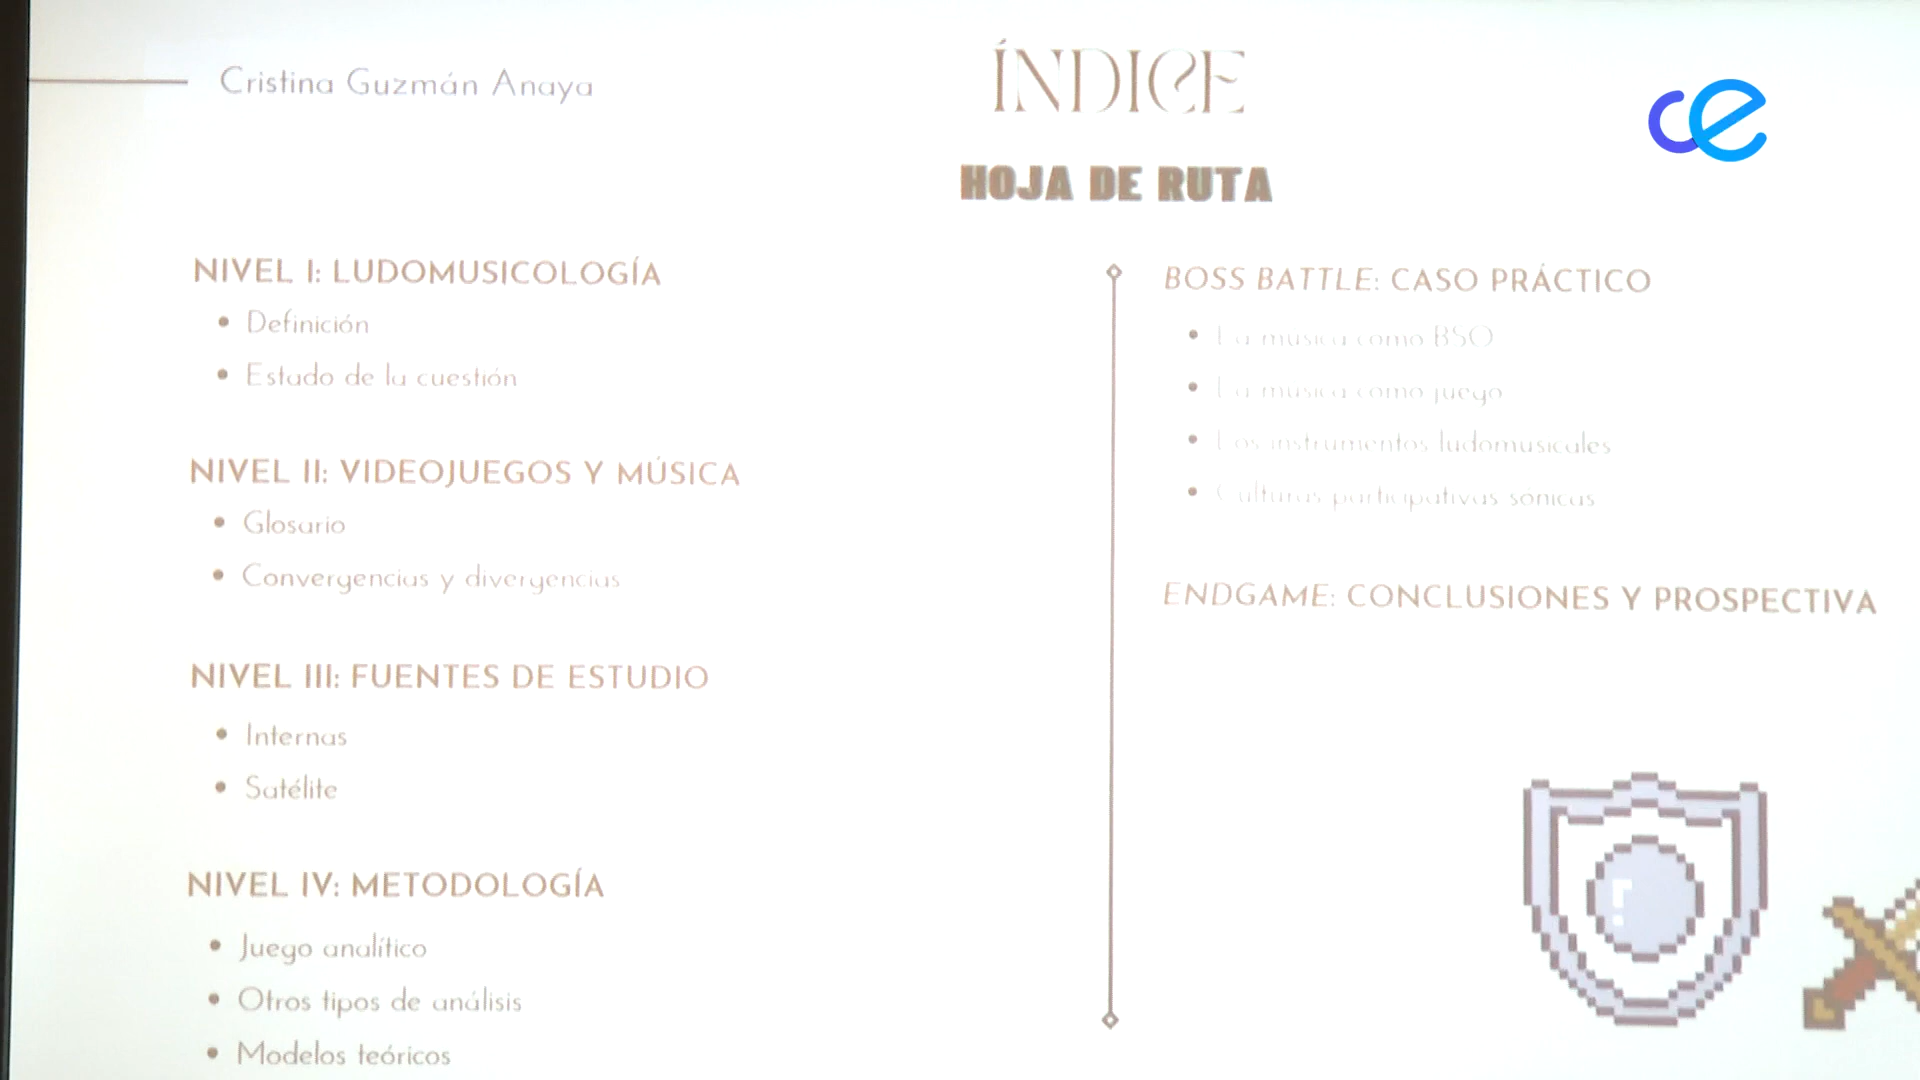 Cristina Guzmán Anaya
ÍNDICE
HOJA DE RUTA
NIVEL I: LUDOMUSICOLOGÍA
• Definición
• Estado de la cuestión
NIVEL II: VIDEOJUEGOS Y MÚSICA
• Glosario
• Convergencias y divergencias
NIVEL III: FUENTES DE ESTUDIO
• Internas
• Satélite
NIVEL IV: METODOLOGÍA
• Juego analítico
• Otros tipos de análisis
• Modelos teóricos
BOSS BATTLE: CASO PRÁCTICO
• La música como BSO
• La música como juego
• Los instrumentos ludomusicales
• Culturas participativas sónicas
ENDGAME: CONCLUSIONES Y PROSPECTIVA
ce